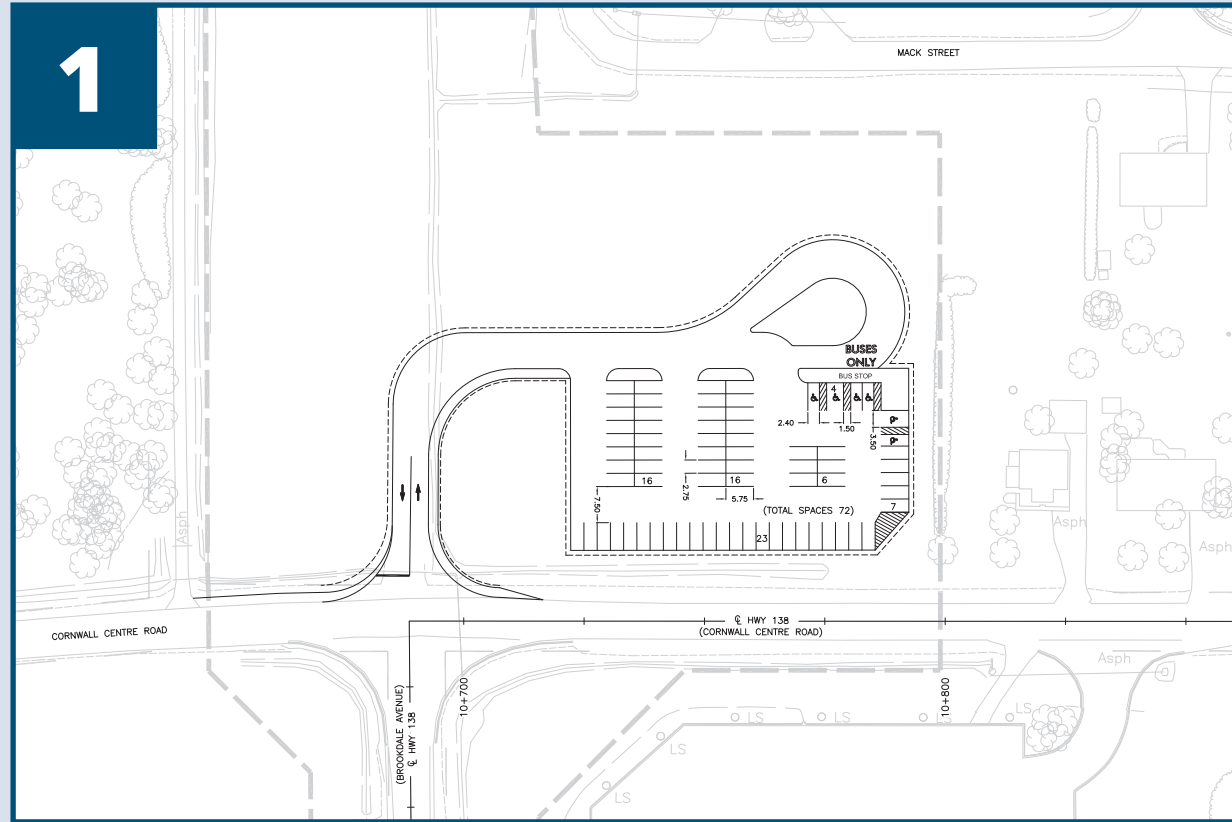 1
MACK STREET
BUSES
ONLY
BUS STOP
4
2.40
1.50
3.50
16
16
6
2.75
5.75
7.50
(TOTAL SPACES 72)
7
23
Asph
Asph
Asph
CORNWALL CENTRE ROAD
℄ HWY 138
(CORNWALL CENTRE ROAD)
Asph
(BROOKDALE AVENUE)
℄ HWY 138
10+700
10+800
LS
LS
LS
LS
LS
LS